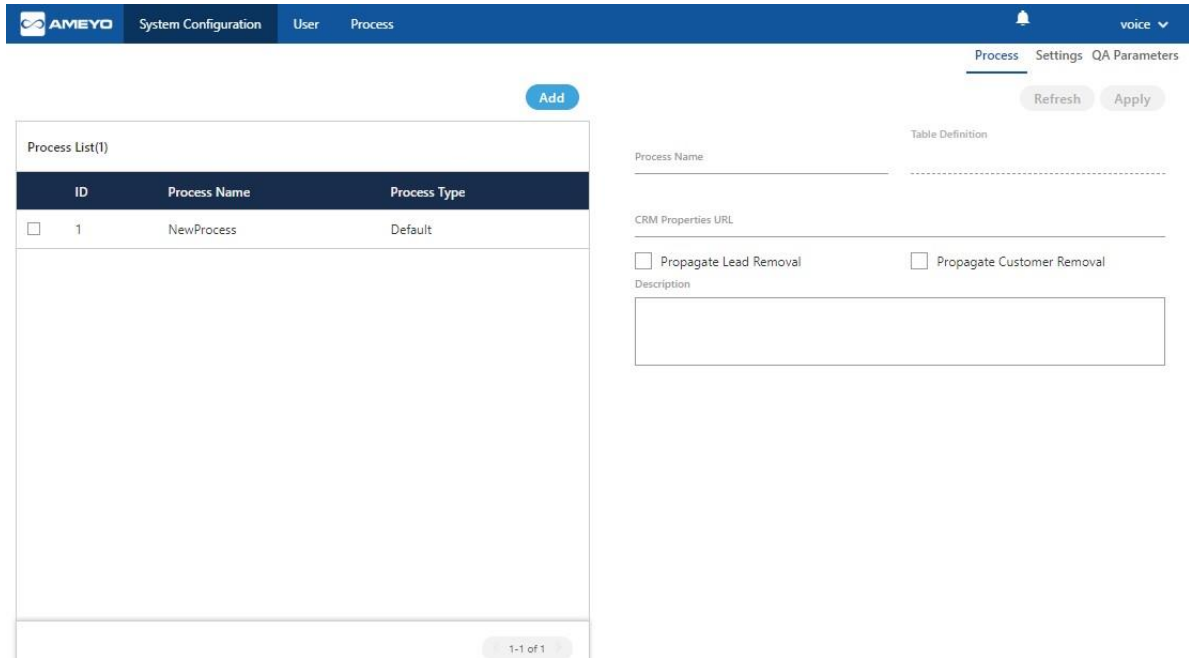 AMEYO System Configuration User Process voice
Process Settings QA Parameters
Add Refresh Apply
Process List(1)
ID Process Name Process Type
1 NewProcess Default
Table Definition
Process Name
CRM Properties URL
Propagate Lead Removal Propagate Customer Removal
Description
1-1 of 1